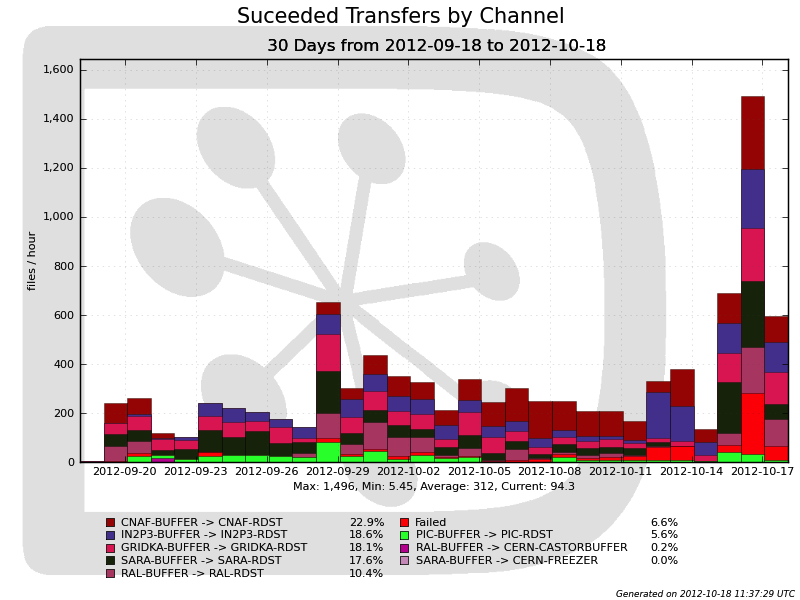 Suceeded Transfers by Channel
30 Days from 2012-09-18 to 2012-10-18
1,600
1,400
1,200
1,000
800
600
400
200
0
files / hour
2012-09-20 2012-09-23 2012-09-26 2012-09-29 2012-10-02 2012-10-05 2012-10-08 2012-10-11 2012-10-14 2012-10-17
Max: 1,496, Min: 5.45, Average: 312, Current: 94.3
CNAF-BUFFER -> CNAF-RDST 22.9% Failed 6.6%
IN2P3-BUFFER -> IN2P3-RDST 18.6% PIC-BUFFER -> PIC-RDST 5.6%
GRIDKA-BUFFER -> GRIDKA-RDST 18.1% RAL-BUFFER -> CERN-CASTORBUFFER 0.2%
SARA-BUFFER -> SARA-RDST 17.6% SARA-BUFFER -> CERN-FREEZER 0.0%
RAL-BUFFER -> RAL-RDST 10.4%
Generated on 2012-10-18 11:37:29 UTC